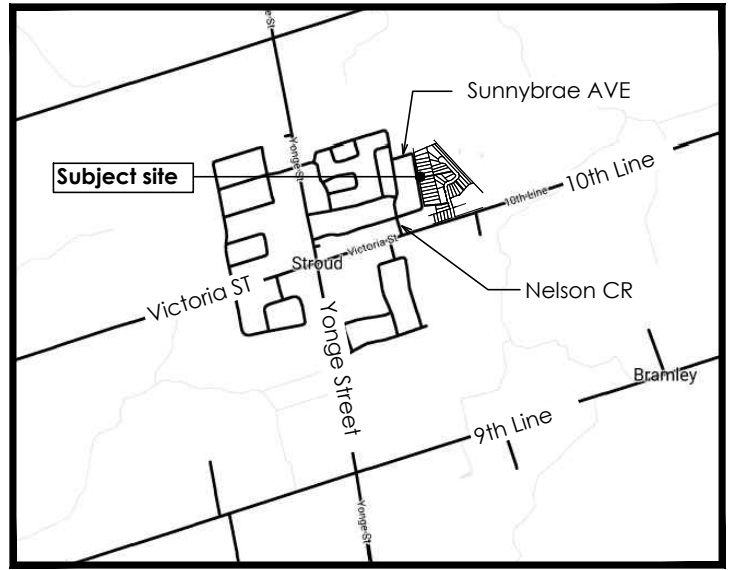 e-St
Sunnybrae AVE
Yonge-St
Subject site
10th Line
10th Line
Victoria St
Stroud
Victoria ST
Nelson CR
Yonge Street
Bramley
9th Line
Yonge-St